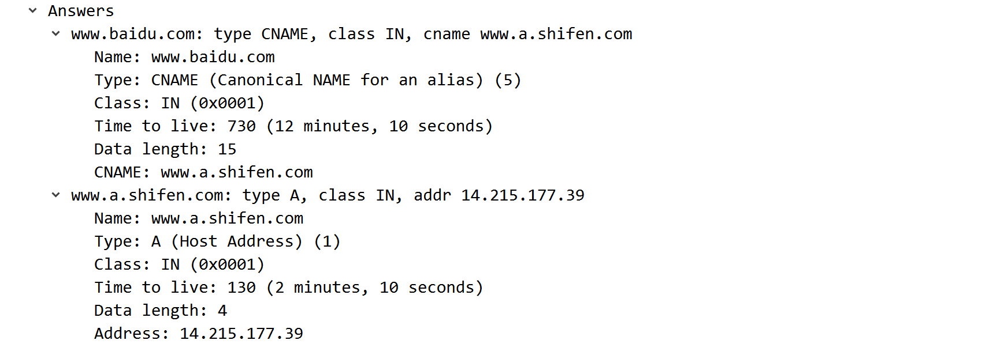 Answers
www.baidu.com: type CNAME, class IN, cname www.a.shifen.com
Name: www.baidu.com
Type: CNAME (Canonical NAME for an alias) (5)
Class: IN (0x0001)
Time to live: 730 (12 minutes, 10 seconds)
Data length: 15
CNAME: www.a.shifen.com
www.a.shifen.com: type A, class IN, addr 14.215.177.39
Name: www.a.shifen.com
Type: A (Host Address) (1)
Class: IN (0x0001)
Time to live: 130 (2 minutes, 10 seconds)
Data length: 4
Address: 14.215.177.39